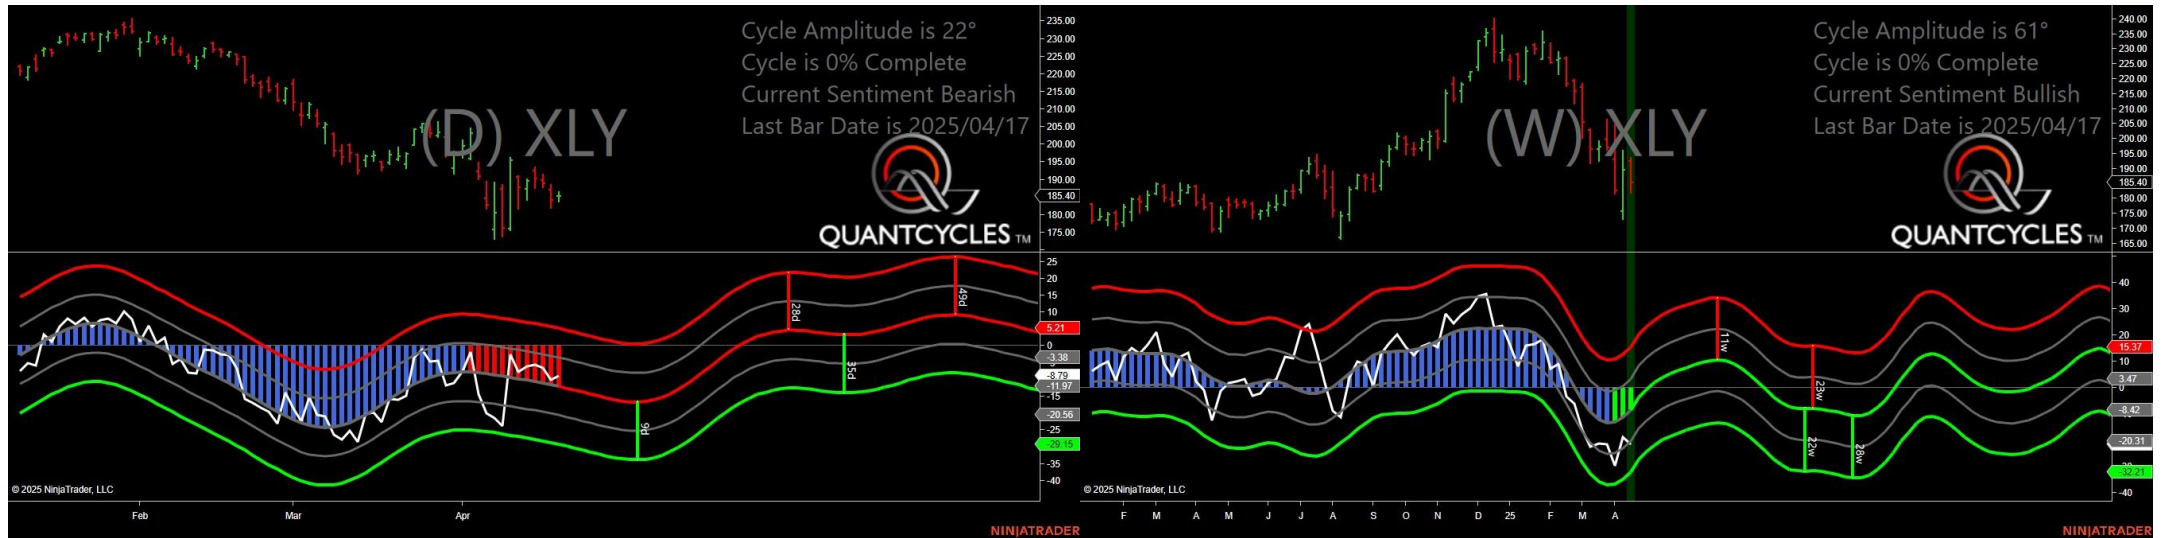 Cycle Amplitude is 22°
Cycle is 0% Complete
Current Sentiment Bearish
Last Bar Date is 2025/04/17
(D) XLY
QUANTCYCLES TM
235.00
230.00
225.00
220.00
215.00
210.00
205.00
200.00
195.00
190.00
185.40
180.00
175.00
25
20
15
10
5.21
0
-3.38
-8.79
-11.97
-15
-20.56
-25
-29.15
-35
-40
9d
28d
35d
49d
© 2025 NinjaTrader, LLC
Feb Mar Apr
NINJATRADER
Cycle Amplitude is 61°
Cycle is 0% Complete
Current Sentiment Bullish
Last Bar Date is 2025/04/17
(W) XLY
QUANTCYCLES TM
240.00
235.00
230.00
225.00
220.00
215.00
210.00
205.00
200.00
195.00
190.00
185.40
180.00
175.00
170.00
165.00
40
30
20
15.37
10
3.47
0
-8.42
-20.31
-32.21
-40
11w
23w
22w
28w
© 2025 NinjaTrader, LLC
F M A M J J A S O N D 25 F M A
NINJATRADER